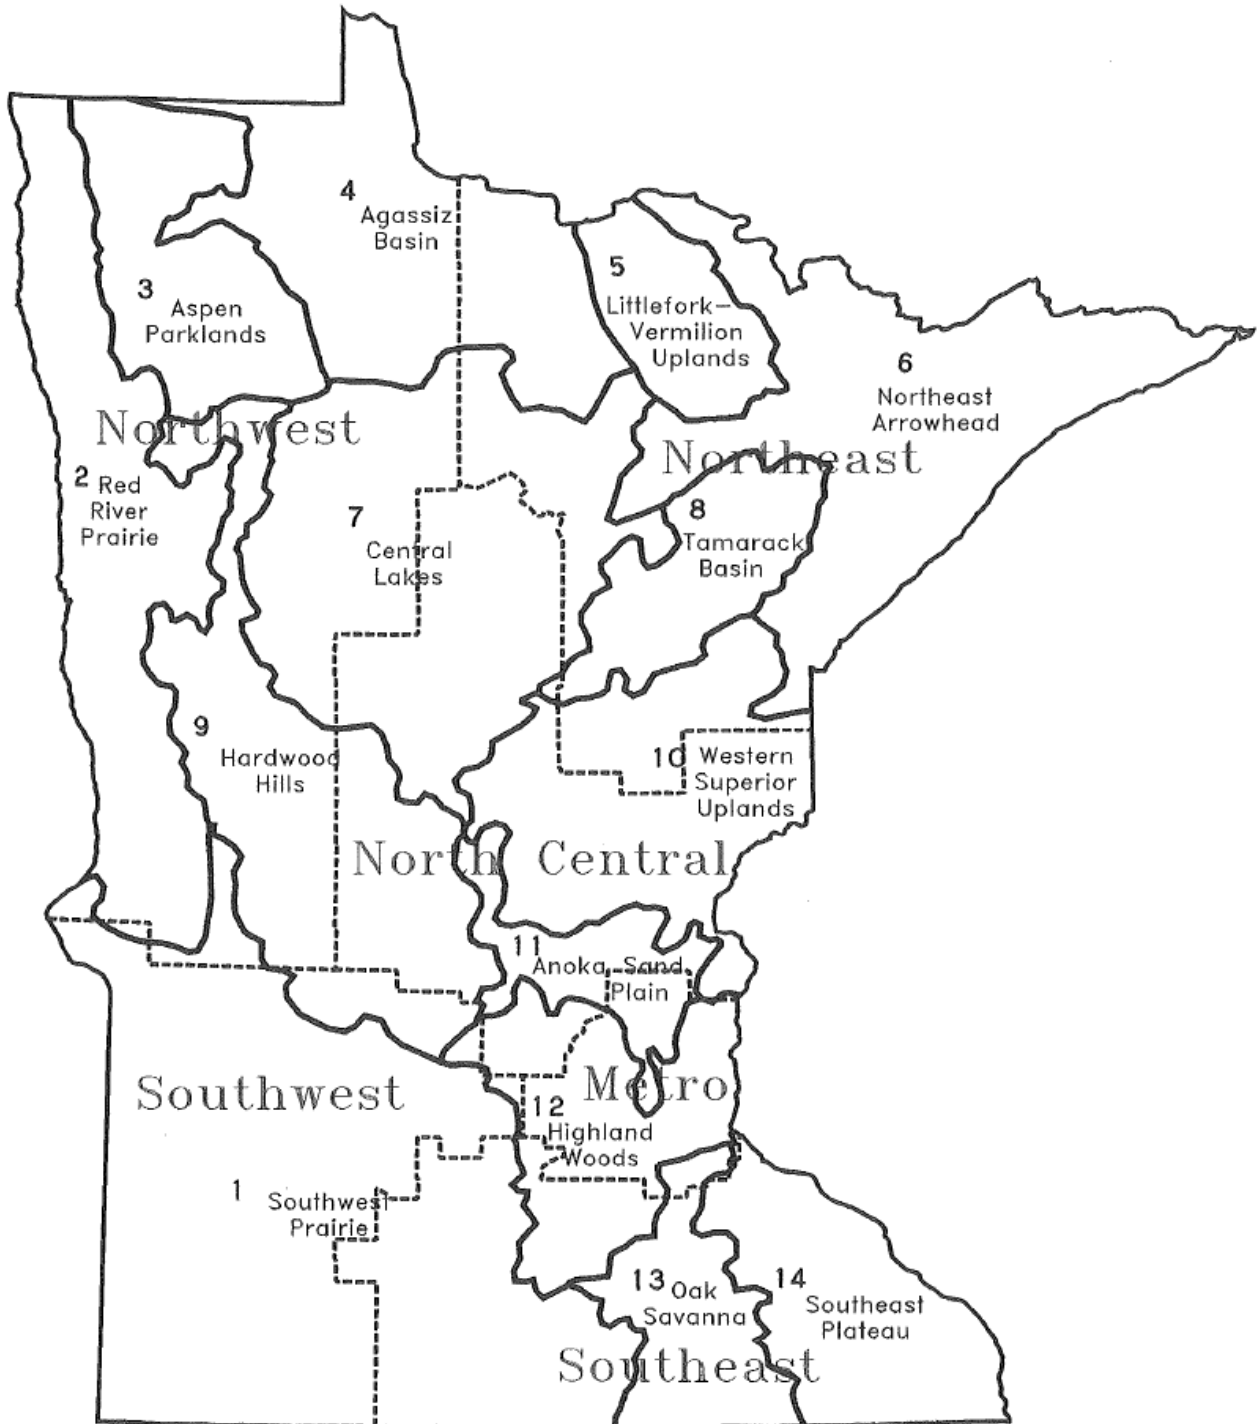 4
Agassiz
Basin
5
Littlefork-
Vermilion
Uplands
3
Aspen
Parklands
6
Northeast
Arrowhead
Northwest
Northeast
2
Red
River
Prairie
7
Central
Lakes
8
Tamarack
Basin
9
Hardwood
Hills
10
Western
Superior
Uplands
North Central
11
Anoka Sand
Plain
Southwest
Metro
12
Highland
Woods
1
Southwest
Prairie
13
Oak
Savanna
14
Southeast
Plateau
Southeast